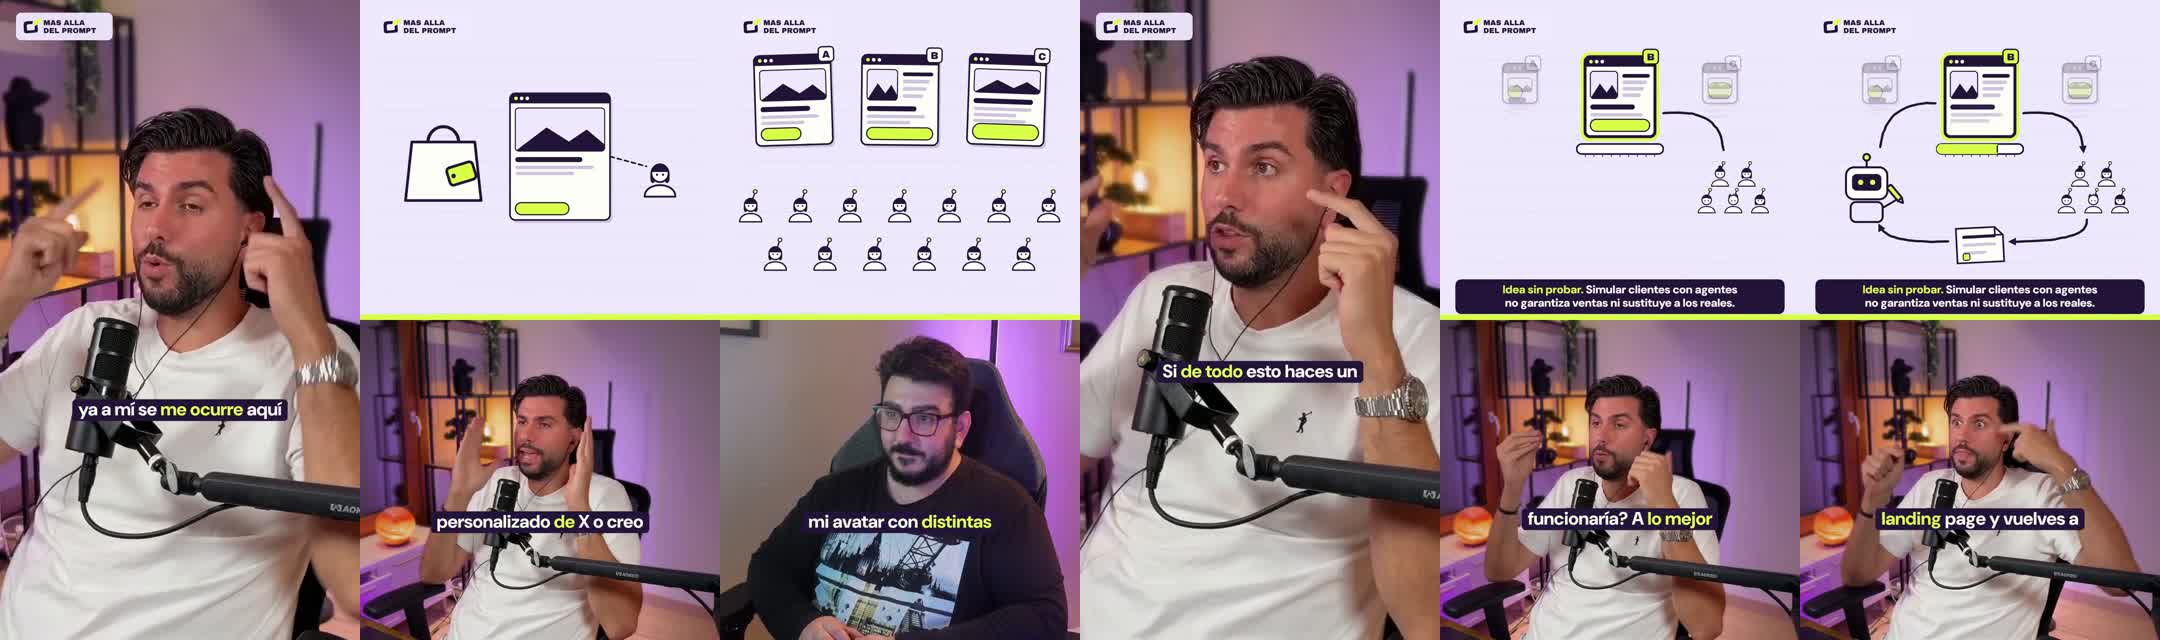 MAS ALLA
DEL PROMPT
ya a mí se me ocurre aquí
MAS ALLA
DEL PROMPT
personalizado de X o creo
MAS ALLA
DEL PROMPT
A
B
C
mi avatar con distintas
MAS ALLA
DEL PROMPT
Si de todo esto haces un
MAS ALLA
DEL PROMPT
B
Idea sin probar. Simular clientes con agentes
no garantiza ventas ni sustituye a los reales.
funcionaría? A lo mejor
MAS ALLA
DEL PROMPT
B
Idea sin probar. Simular clientes con agentes
no garantiza ventas ni sustituye a los reales.
landing page y vuelves a